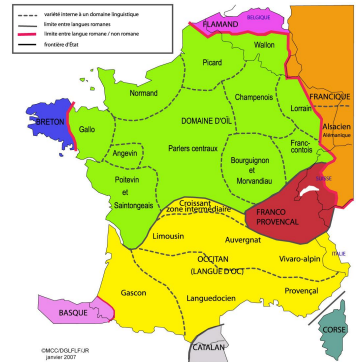 variété interne à un domaine linguistique
limite entre langues romanes
limite entre langue romane / non romane
frontière d'État
BELGIQUE
FLAMAND
Wallon
Picard
Normand
Champenois
FRANCIQUE
Lorrain
BRETON
Gallo
DOMAINE D'OÏL
Alsacien
Alémanique
Angevin
Parlers centraux
Franc-
comtois
Bourguignon
et
Morvandiau
Poitevin
et
Saintongeais
SUISSE
Croissant
zone intermédiaire
FRANCO
PROVENCAL
Limousin
Auvergnat
ITALIE
OCCITAN
(LANGUE D'OC)
Vivaro-alpin
Gascon
Languedocien
Provençal
BASQUE
CORSE
CATALAN
©MCC/DGLFLF/JR
janvier 2007